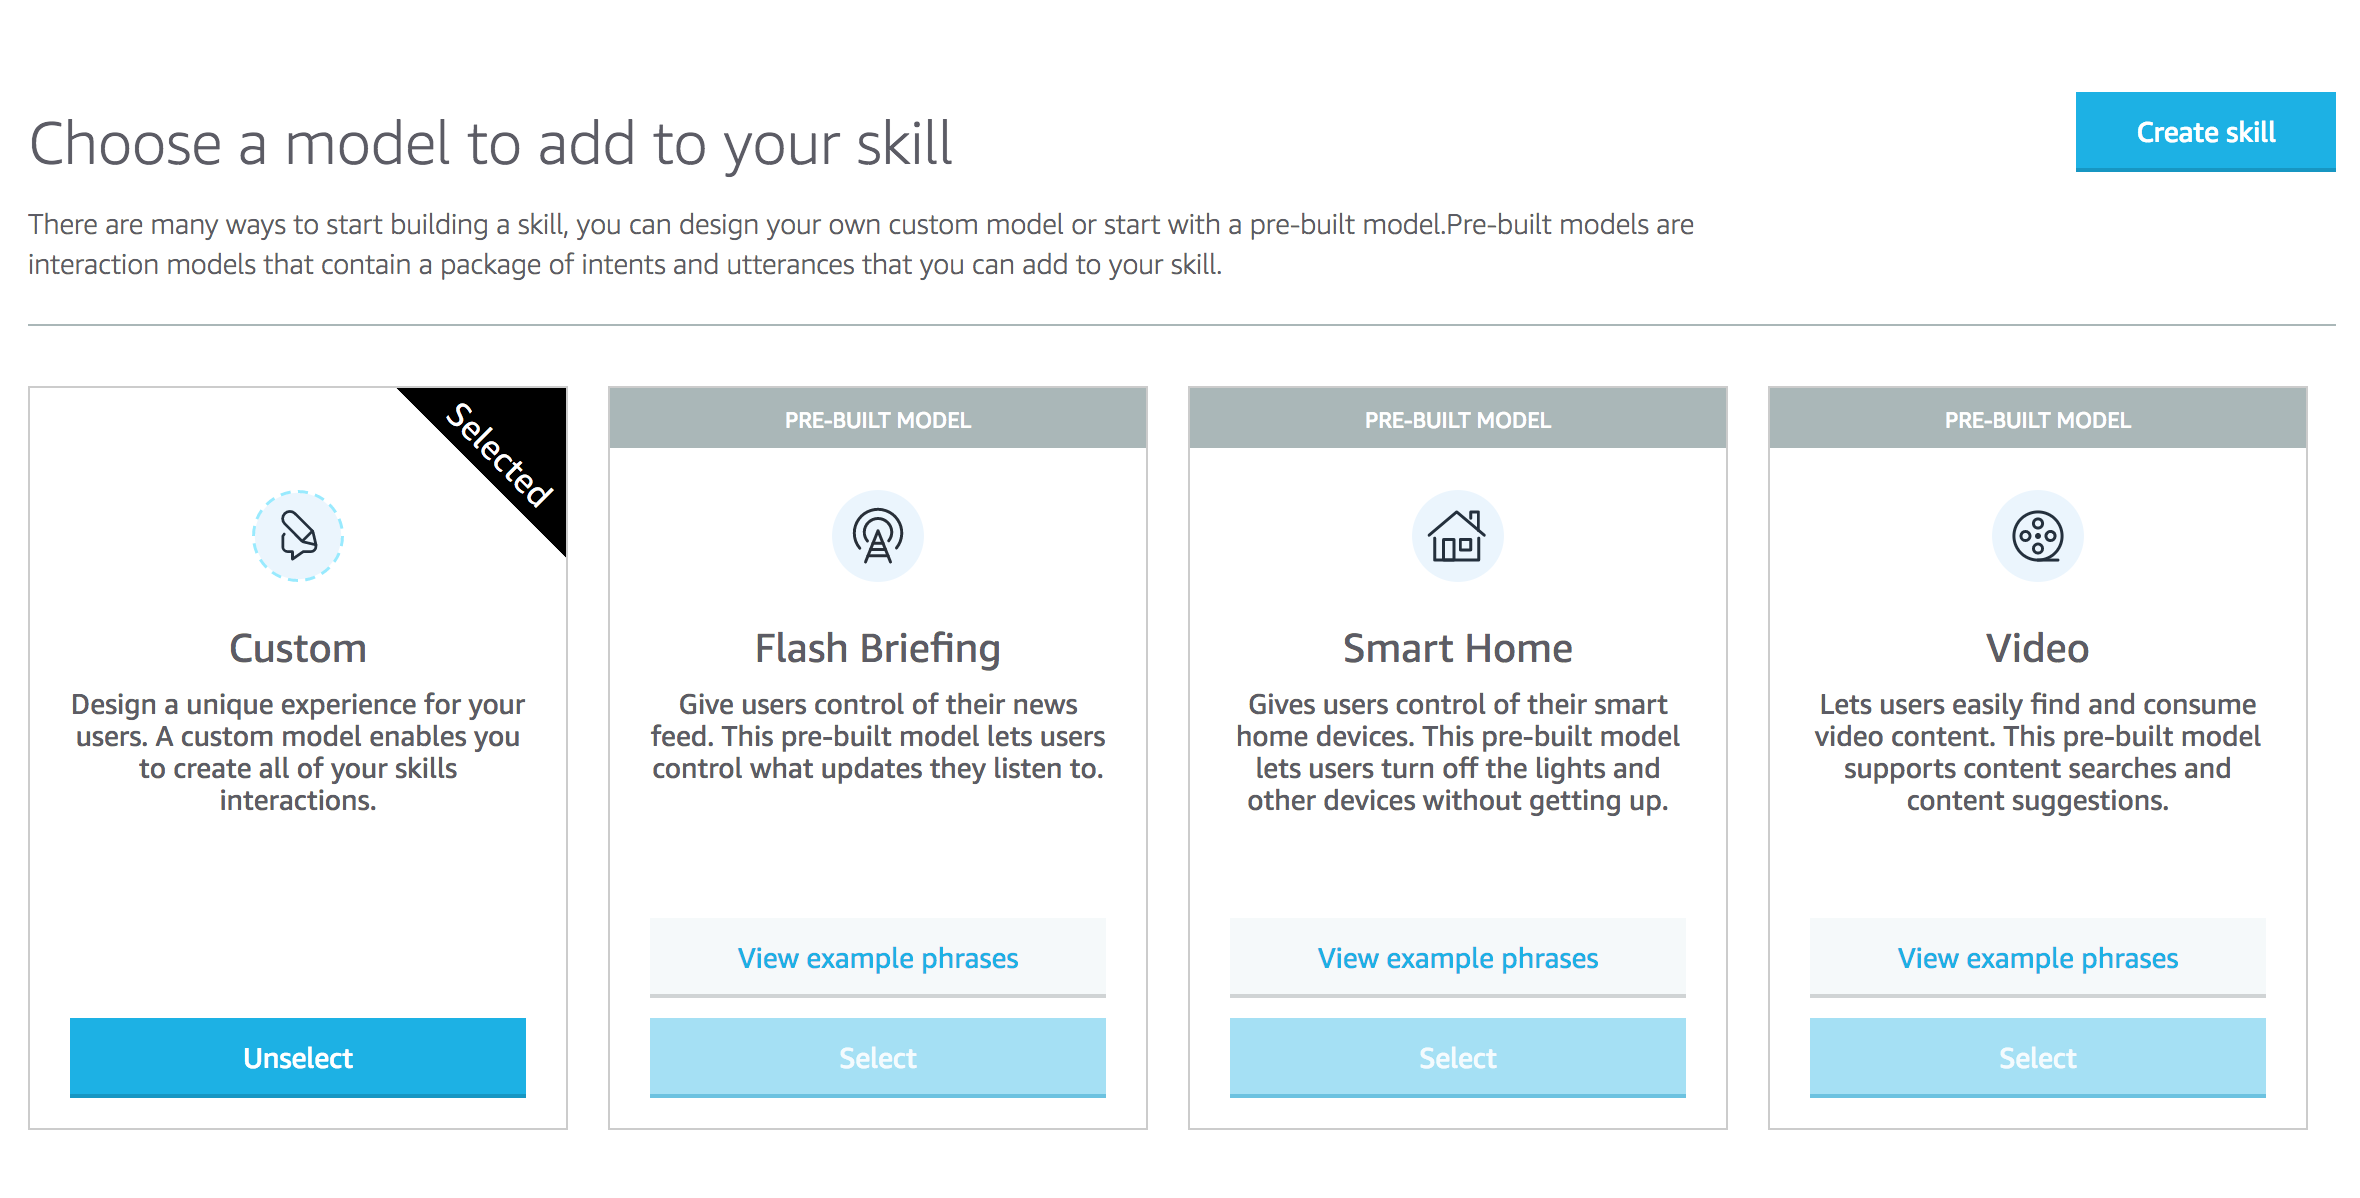 Choose a model to add to your skill
Create skill
There are many ways to start building a skill, you can design your own custom model or start with a pre-built model.Pre-built models are
interaction models that contain a package of intents and utterances that you can add to your skill.
Selected
Custom
Design a unique experience for your
users. A custom model enables you
to create all of your skills
interactions.
Unselect
PRE-BUILT MODEL
Flash Briefing
Give users control of their news
feed. This pre-built model lets users
control what updates they listen to.
View example phrases
Select
PRE-BUILT MODEL
Smart Home
Gives users control of their smart
home devices. This pre-built model
lets users turn off the lights and
other devices without getting up.
View example phrases
Select
PRE-BUILT MODEL
Video
Lets users easily find and consume
video content. This pre-built model
supports content searches and
content suggestions.
View example phrases
Select